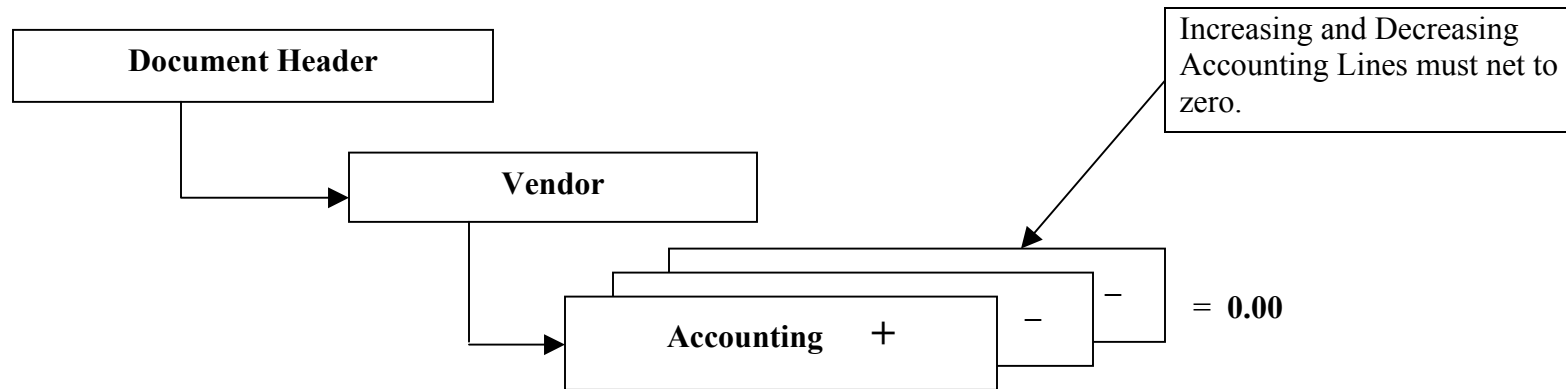 Increasing and Decreasing
Accounting Lines must net to
zero.
Document Header
Vendor
Accounting +
–
–
= 0.00